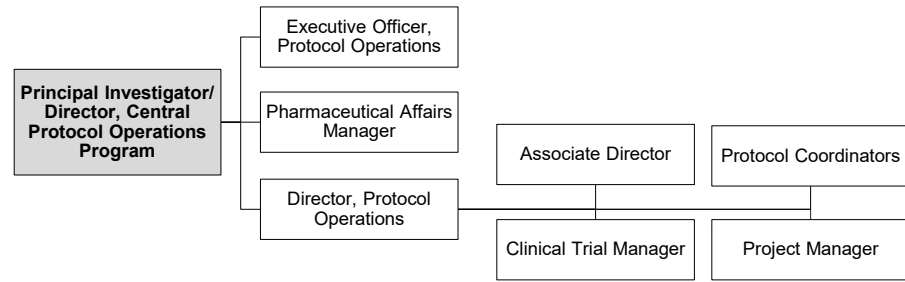 Executive Officer,
Protocol Operations
Principal Investigator/
Director, Central
Protocol Operations
Program
Pharmaceutical Affairs
Manager
Associate Director
Protocol Coordinators
Director, Protocol
Operations
Clinical Trial Manager
Project Manager